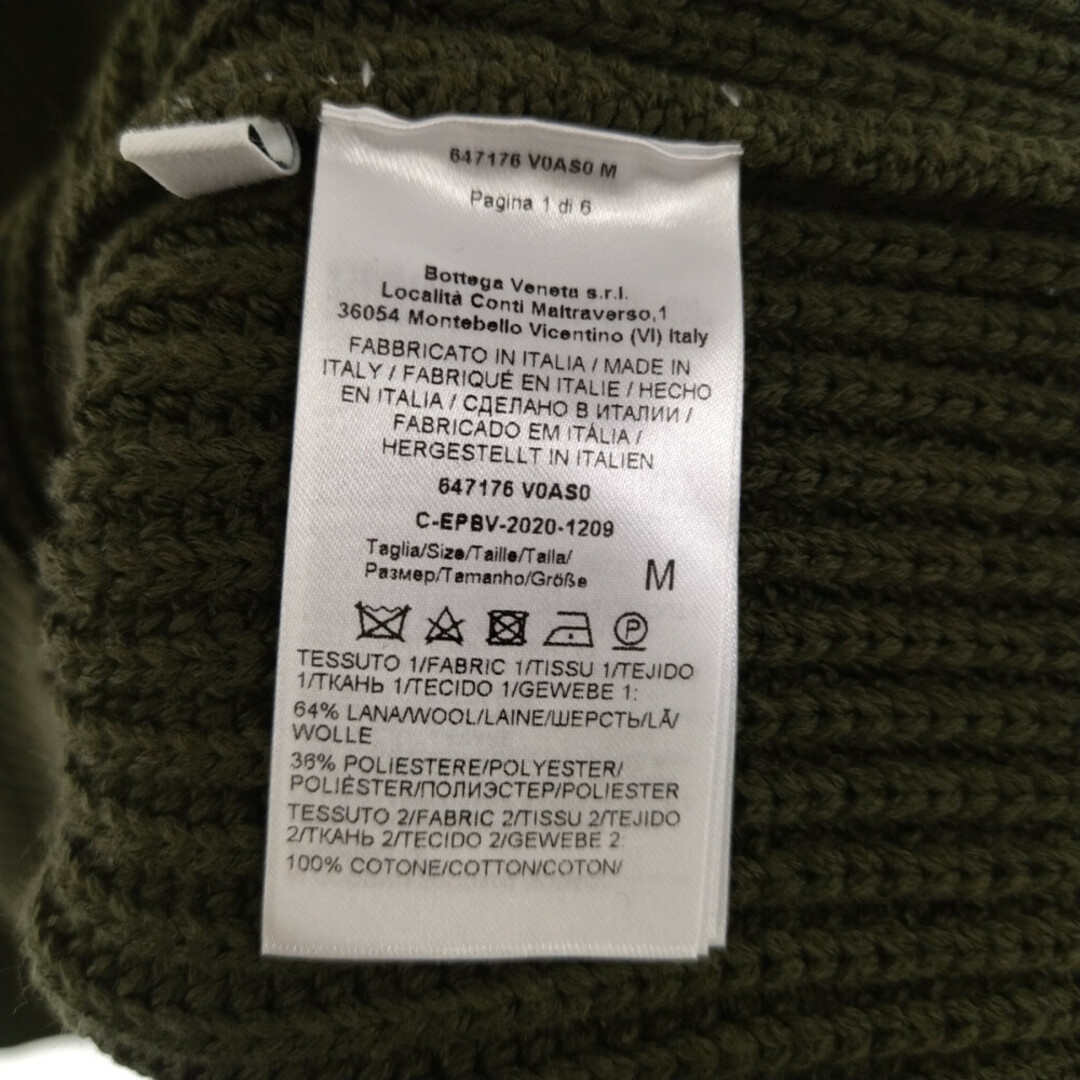 647176 V0AS0 M
Pagina 1 di 6
Bottega Veneta s.r.l.
Località Conti Maltraverso,1
36054 Montebello Vicentino (VI) Italy
FABBRICATO IN ITALIA / MADE IN
ITALY / FABRIQUÉ EN ITALIE / HECHO
EN ITALIA / СДЕЛАНО В ИТАЛИИ /
FABRICADO EM ITÁLIA /
HERGESTELLT IN ITALIEN
647176 V0AS0
C-EPBV-2020-1209
Taglia/Size/Taille/Talla/
Размер/Tamanho/Größe
M
P
TESSUTO 1/FABRIC 1/TISSU 1/TEJIDO
1/ТКАНЬ 1/TECIDO 1/GEWEBE 1:
64% LANA/WOOL/LAINE/ШЕРСТЬ/LÃ/
WOLLE
36% POLIESTERE/POLYESTER/
POLIÉSTER/ПОЛИЭСТЕР/POLIESTER
TESSUTO 2/FABRIC 2/TISSU 2/TEJIDO
2/ТКАНЬ 2/TECIDO 2/GEWEBE 2:
100% COTONE/COTTON/COTON/